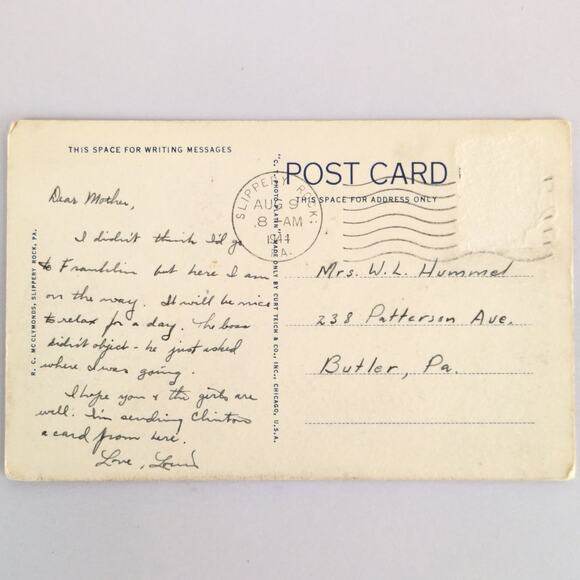 THIS SPACE FOR WRITING MESSAGES
Dear Mother,
I didn't think I'd go
to Franklin but here I am
on the way. It will be nice
to relax for a day. The boss
didn't object - he just asked
where I was going.
I hope you & the girls are
well. I'm sending Clinton
a card from here.
Love,
R. C. MCCLYMONDS, SLIPPERY ROCK, PA.
"C. T. PHOTO-PLATIN" MADE ONLY BY CURT TEICH & CO., INC., CHICAGO, U.S.A.
POST CARD
THIS SPACE FOR ADDRESS ONLY
SLIPPERY ROCK,
AUG 9
8 - AM
1944
PA.
Mrs. W. L. Hummel
238 Patterson Ave.
Butler, Pa.